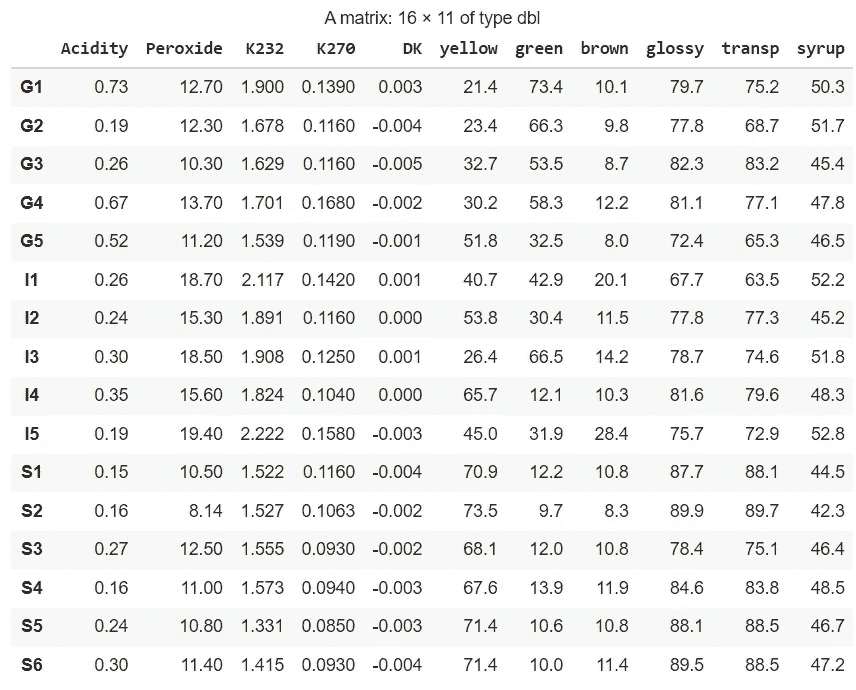 A matrix: 16 × 11 of type dbl
Acidity Peroxide K232 K270 DK yellow green brown glossy transp syrup
G1 0.73 12.70 1.900 0.1390 0.003 21.4 73.4 10.1 79.7 75.2 50.3
G2 0.19 12.30 1.678 0.1160 -0.004 23.4 66.3 9.8 77.8 68.7 51.7
G3 0.26 10.30 1.629 0.1160 -0.005 32.7 53.5 8.7 82.3 83.2 45.4
G4 0.67 13.70 1.701 0.1680 -0.002 30.2 58.3 12.2 81.1 77.1 47.8
G5 0.52 11.20 1.539 0.1190 -0.001 51.8 32.5 8.0 72.4 65.3 46.5
I1 0.26 18.70 2.117 0.1420 0.001 40.7 42.9 20.1 67.7 63.5 52.2
I2 0.24 15.30 1.891 0.1160 0.000 53.8 30.4 11.5 77.8 77.3 45.2
I3 0.30 18.50 1.908 0.1250 0.001 26.4 66.5 14.2 78.7 74.6 51.8
I4 0.35 15.60 1.824 0.1040 0.000 65.7 12.1 10.3 81.6 79.6 48.3
I5 0.19 19.40 2.222 0.1580 -0.003 45.0 31.9 28.4 75.7 72.9 52.8
S1 0.15 10.50 1.522 0.1160 -0.004 70.9 12.2 10.8 87.7 88.1 44.5
S2 0.16 8.14 1.527 0.1063 -0.002 73.5 9.7 8.3 89.9 89.7 42.3
S3 0.27 12.50 1.555 0.0930 -0.002 68.1 12.0 10.8 78.4 75.1 46.4
S4 0.16 11.00 1.573 0.0940 -0.003 67.6 13.9 11.9 84.6 83.8 48.5
S5 0.24 10.80 1.331 0.0850 -0.003 71.4 10.6 10.8 88.1 88.5 46.7
S6 0.30 11.40 1.415 0.0930 -0.004 71.4 10.0 11.4 89.5 88.5 47.2